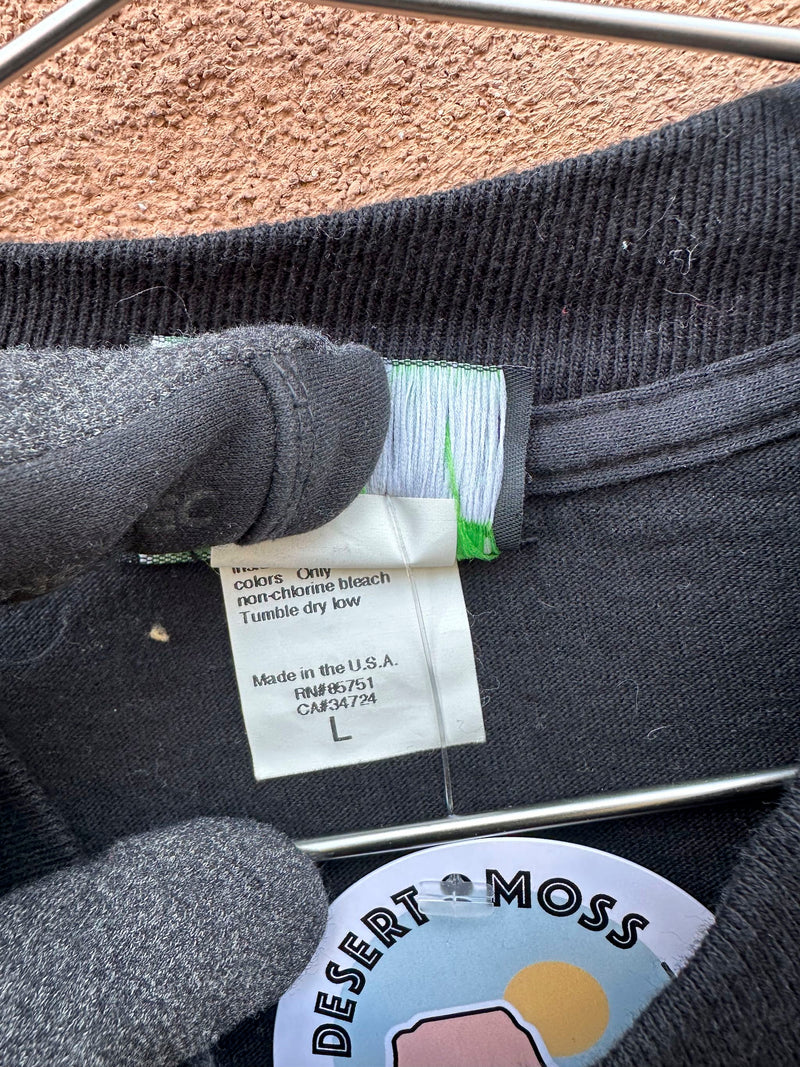 colors Only
non-chlorine bleach
Tumble dry low
Made in the U.S.A.
RN#85751
CA#34724
L
DESERT MOSS